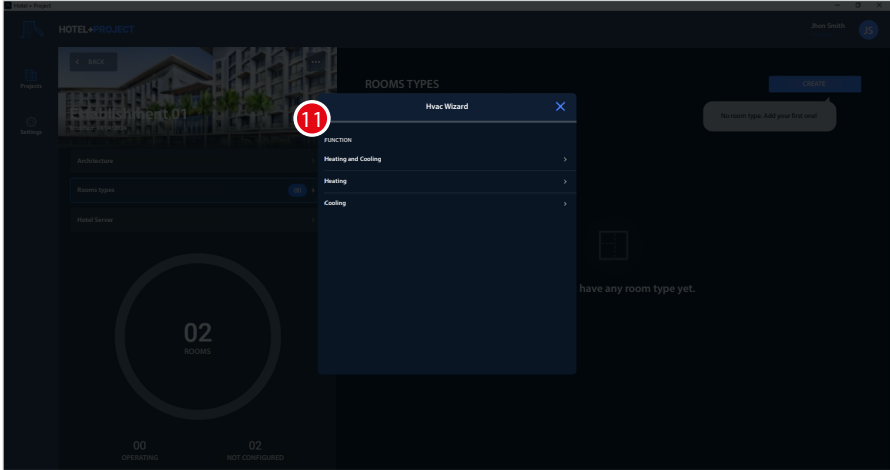 Hotel + Project
HOTEL+PROJECT
Jhon Smith
JS
BACK
Projects
Settings
Establishment 01
Architecture
Rooms types
00
Hotel Server
02
ROOMS
00
OPERATING
02
NOT CONFIGURED
ROOMS TYPES
CREATE
No room type. Add your first one!
have any room type yet.
11
Hvac Wizard
FUNCTION
Heating and Cooling
Heating
Cooling